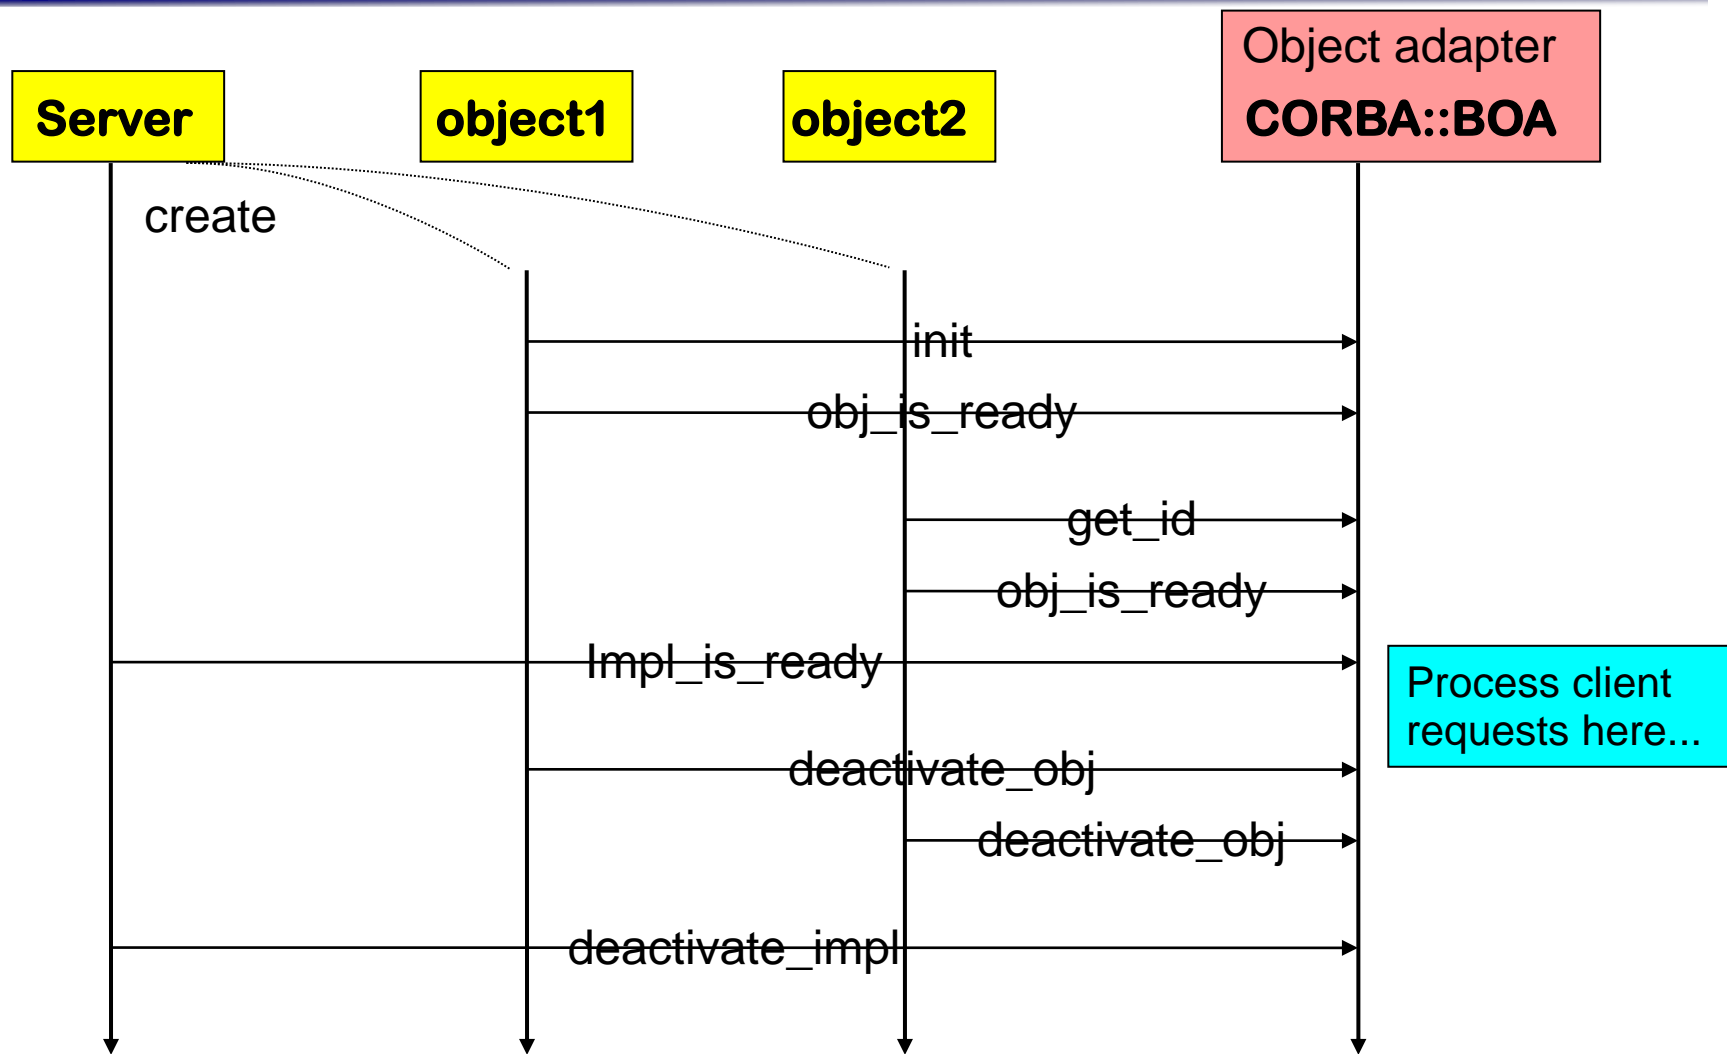 Object adapter
Server
object1
object2
CORBA::BOA
create
init
obj_is_ready
get_id
obj_is_ready
Impl_is_ready
Process client
requests here...
deactivate_obj
deactivate_obj
deactivate_impl